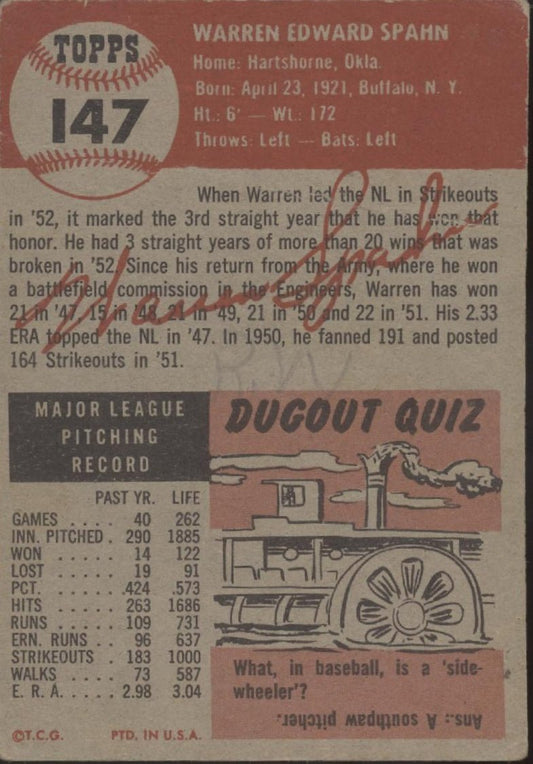 TOPPS
147
WARREN EDWARD SPAHN
Home: Hartshorne, Okla.
Born: April 23, 1921, Buffalo, N. Y.
Ht.: 6' — Wt.: 172
Throws: Left — Bats: Left
When Warren led the NL in Strikeouts
in '52, it marked the 3rd straight year that he has won that
honor. He had 3 straight years of more than 20 wins that was
broken in '52. Since his return from the Army, where he won
a battlefield commission in the Engineers, Warren has won
21 in '47, 15 in '48, 21 in '49, 21 in '50 and 22 in '51. His 2.33
ERA topped the NL in '47. In 1950, he fanned 191 and posted
164 Strikeouts in '51.
Warren Spahn
R.W
MAJOR LEAGUE
PITCHING
RECORD
PAST YR. LIFE
GAMES .... 40 262
INN. PITCHED . 290 1885
WON ..... 14 122
LOST ..... 19 91
PCT. ..... .424 .573
HITS ..... 263 1686
RUNS ..... 109 731
ERN. RUNS .. 96 637
STRIKEOUTS . 183 1000
WALKS .... 73 587
E. R. A. .... 2.98 3.04
©T.C.G. PTD. IN U.S.A.
DUGOUT QUIZ
What, in baseball, is a 'side-
wheeler'?
Ans.: A southpaw pitcher.